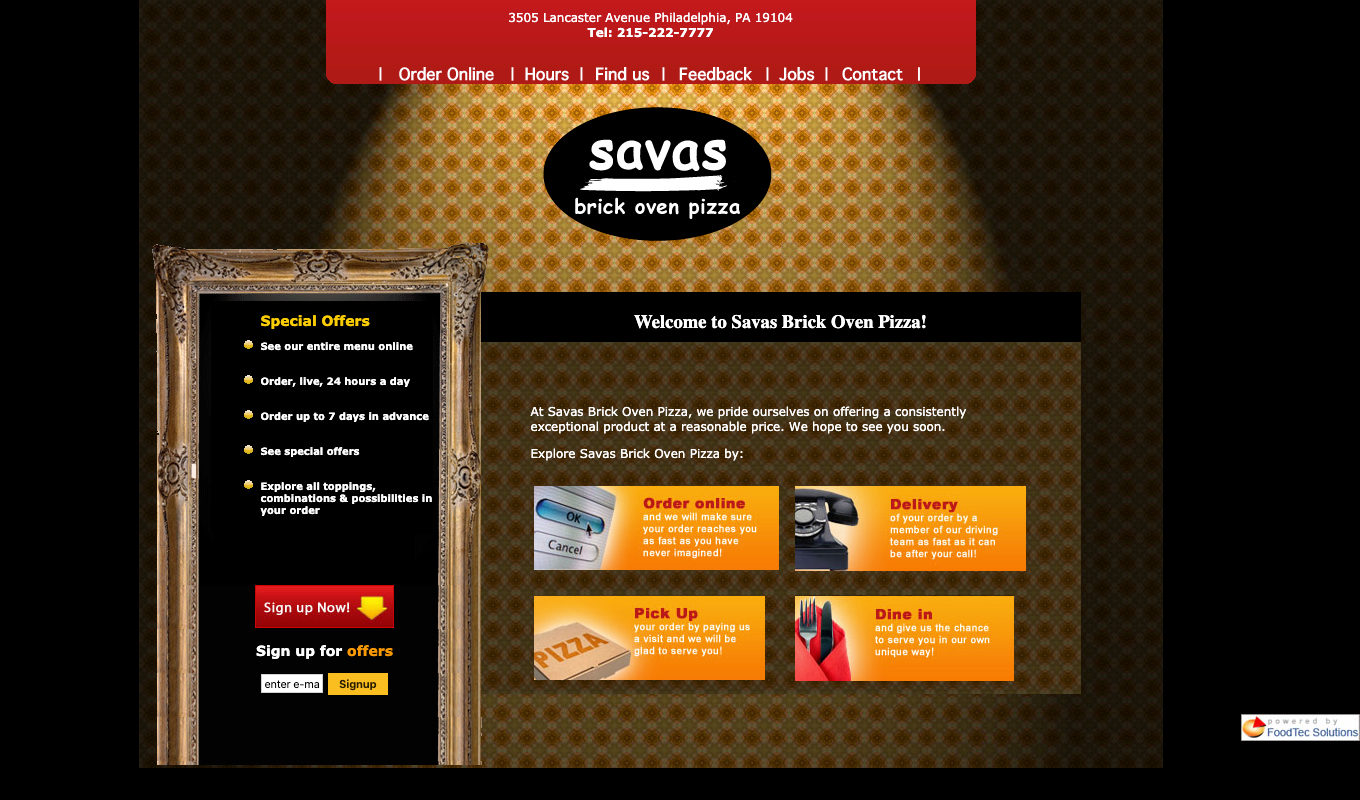 3505 Lancaster Avenue Philadelphia, PA 19104
Tel: 215-222-7777
| Order Online | Hours | Find us | Feedback | Jobs | Contact |
savas
brick oven pizza
Special Offers
See our entire menu online
Order, live, 24 hours a day
Order up to 7 days in advance
See special offers
Explore all toppings,
combinations & possibilities in
your order
Sign up Now!
Sign up for offers
enter e-ma
Signup
Welcome to Savas Brick Oven Pizza!
At Savas Brick Oven Pizza, we pride ourselves on offering a consistently
exceptional product at a reasonable price. We hope to see you soon.
Explore Savas Brick Oven Pizza by:
OK
Cancel
Order online
and we will make sure
your order reaches you
as fast as you have
never imagined!
Delivery
of your order by a
member of our driving
team as fast as it can
be after your call!
PIZZA
Pick Up
your order by paying us
a visit and we will be
glad to serve you!
Dine in
and give us the chance
to serve you in our own
unique way!
powered by
FoodTec Solutions